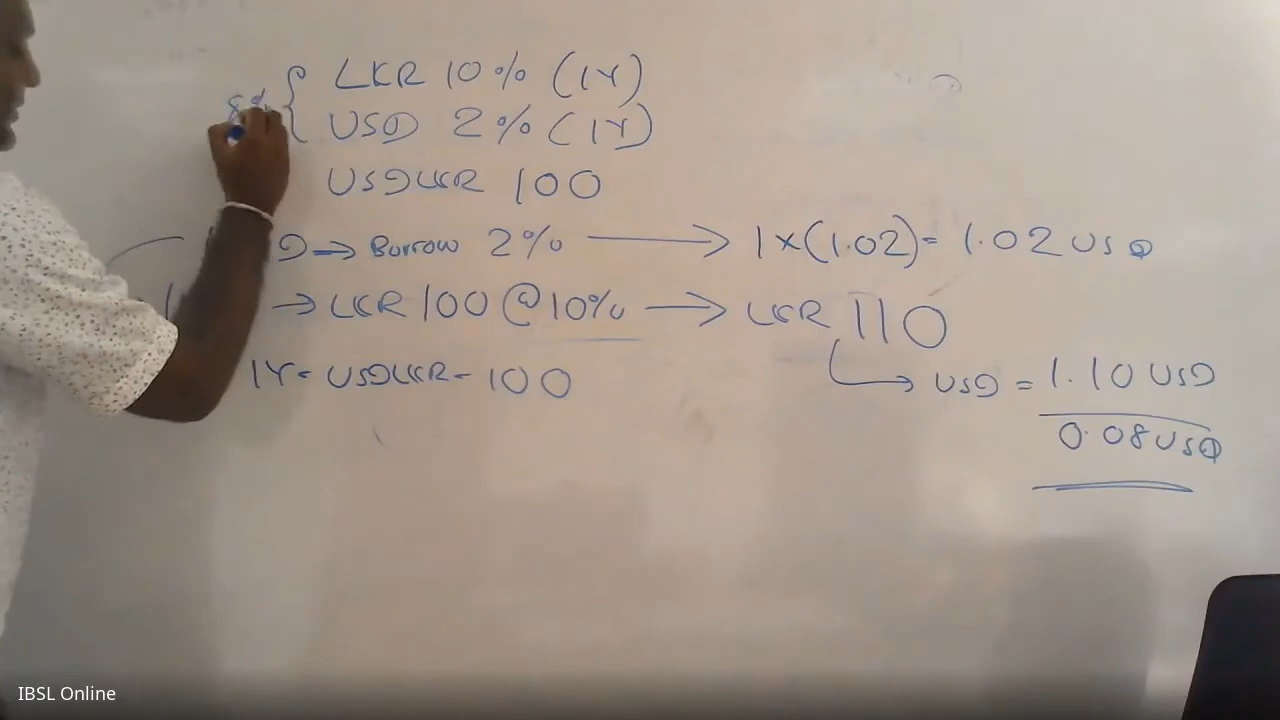 LKR 10% (1Y)
8% { USD 2% (1Y)
USDLKR 100
D ⇒ Borrow 2% → 1×(1.02)= 1.02 USD
→ LKR 100 @ 10% → LKR 110
1Y = USDLKR = 100
↳ USD = 1.10 USD
0.08 USD
IBSL Online